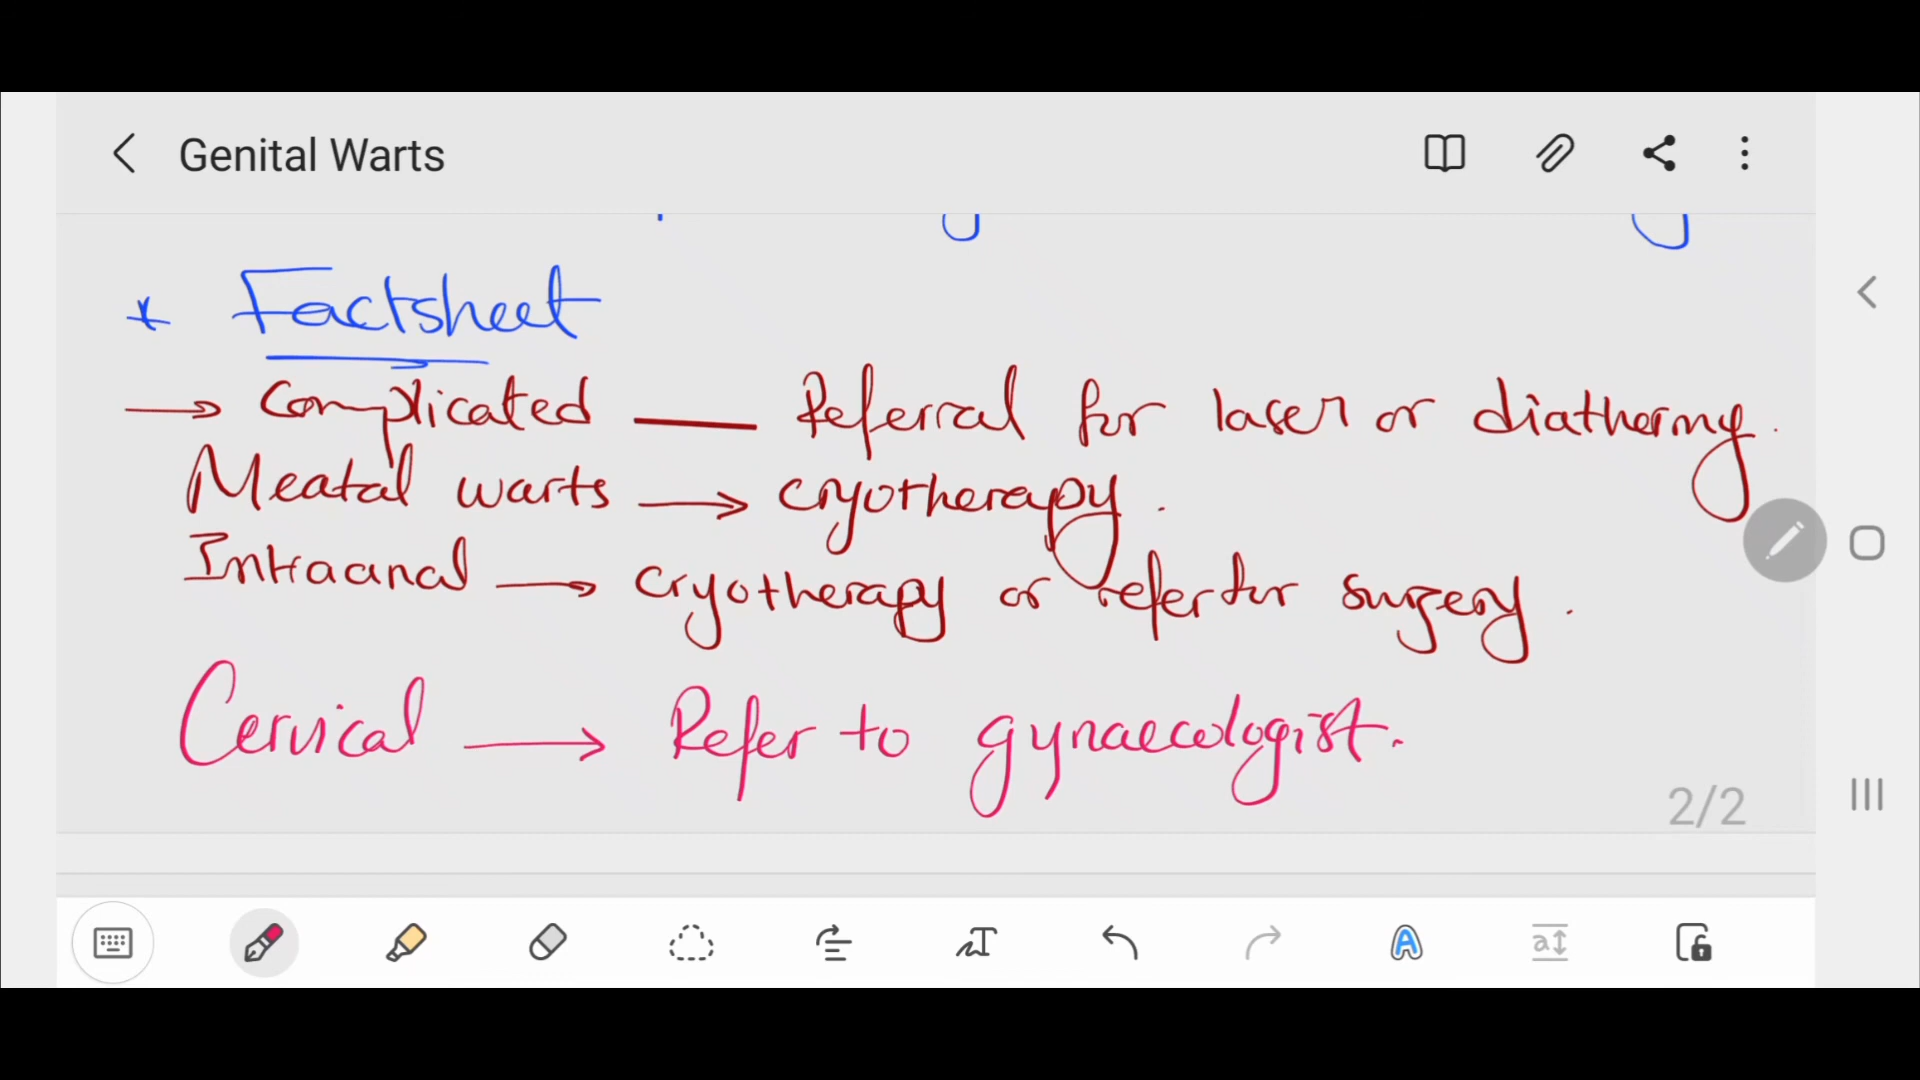 Genital Warts
* Factsheet
→ Complicated — Referral for laser or diathermy.
Meatal warts → cryotherapy.
Intraanal → cryotherapy or refer for surgery.
Cervical → Refer to gynaecologist.
2/2